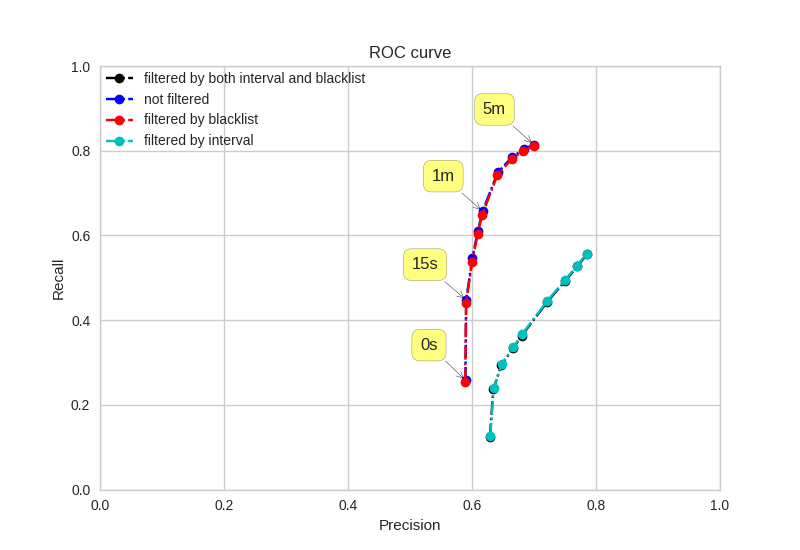 ROC curve
filtered by both interval and blacklist
not filtered
filtered by blacklist
filtered by interval
5m
1m
15s
0s
1.0
0.8
0.6
0.4
0.2
0.0
Recall
0.0 0.2 0.4 0.6 0.8 1.0
Precision